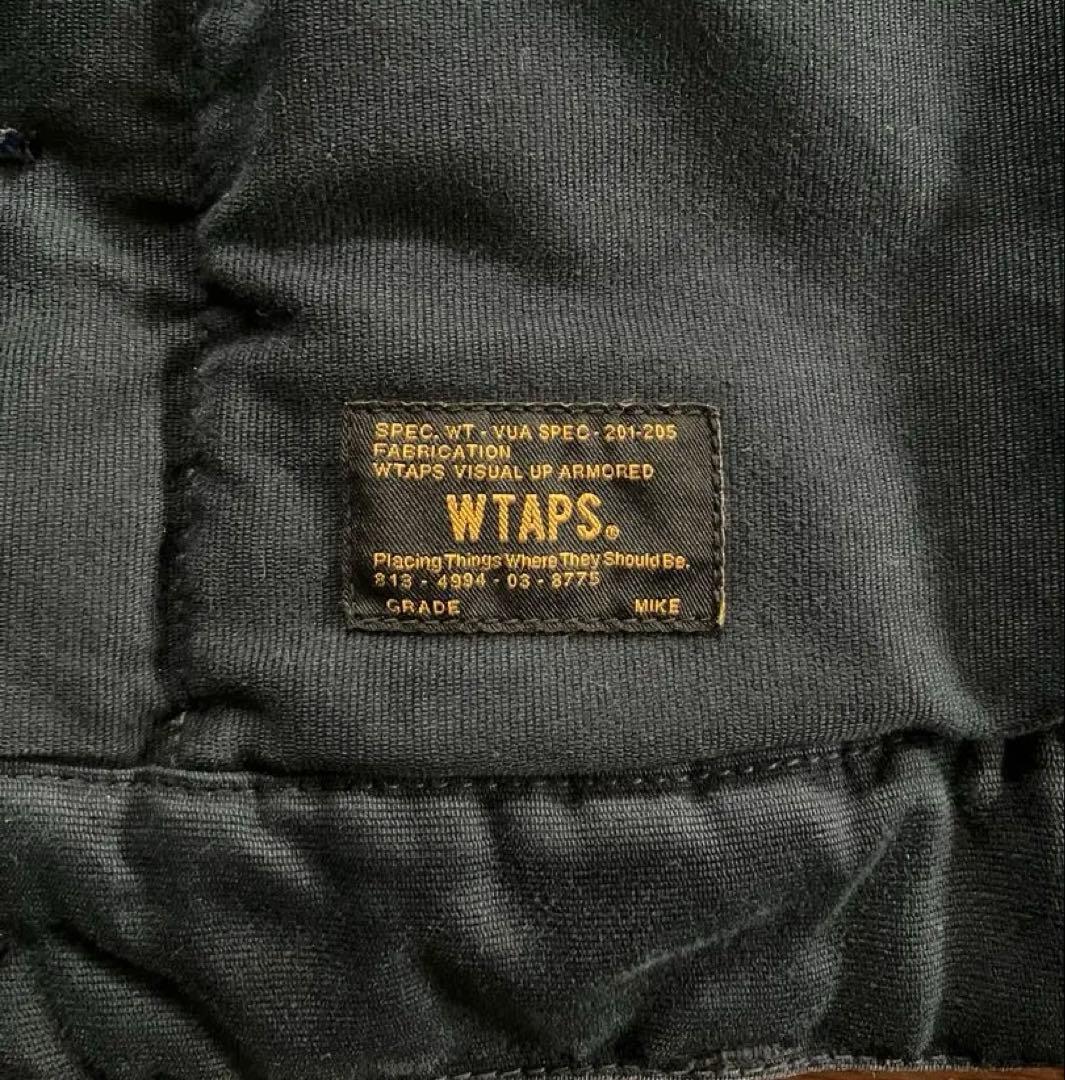 SPEC. WT - VUA SPEC - 201-205
FABRICATION
WTAPS VISUAL UP ARMORED
WTAPS®
Placing Things Where They Should Be.
813 - 4994 - 03 - 8775
GRADE MIKE